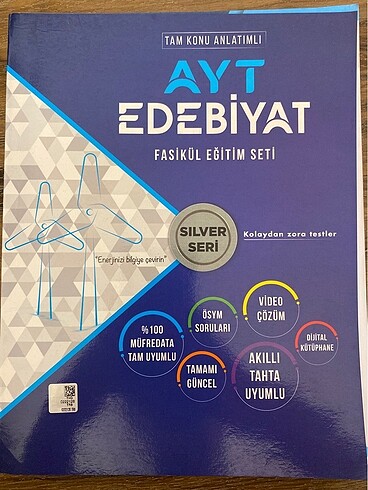 TAM KONU ANLATIMLI
AYT
EDEBİYAT
FASİKÜL EĞİTİM SETİ
SILVER
SERİ
Kolaydan zora testler
"Enerjinizi bilgiye çevirin"
VİDEO
ÇÖZÜM
ÖSYM
SORULARI
%100
MÜFREDATA
TAM UYUMLU
DİJİTAL
KÜTÜPHANE
TAMAMI
GÜNCEL
AKILLI
TAHTA
UYUMLU